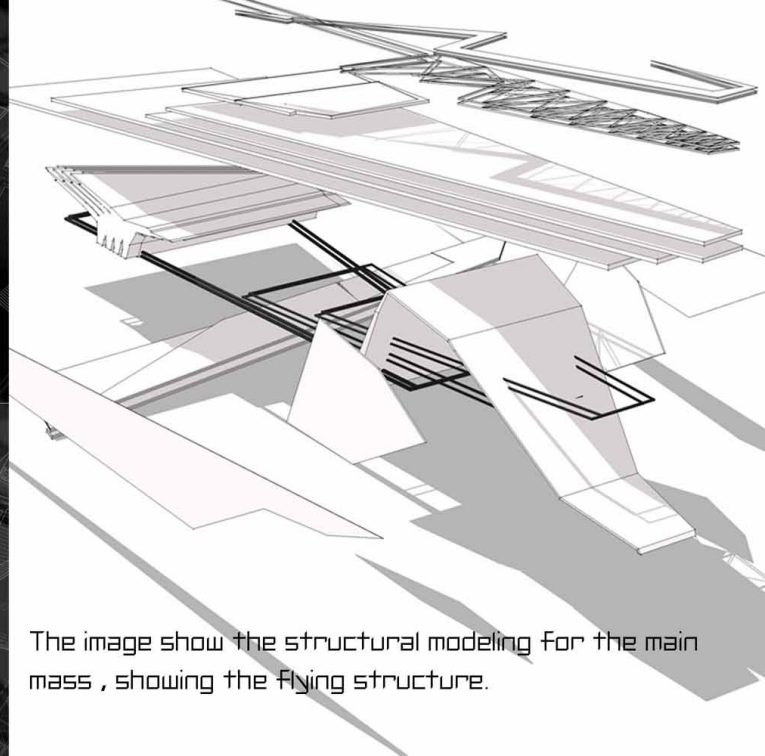 The image show the structural modeling for the main
mass , showing the flying structure.